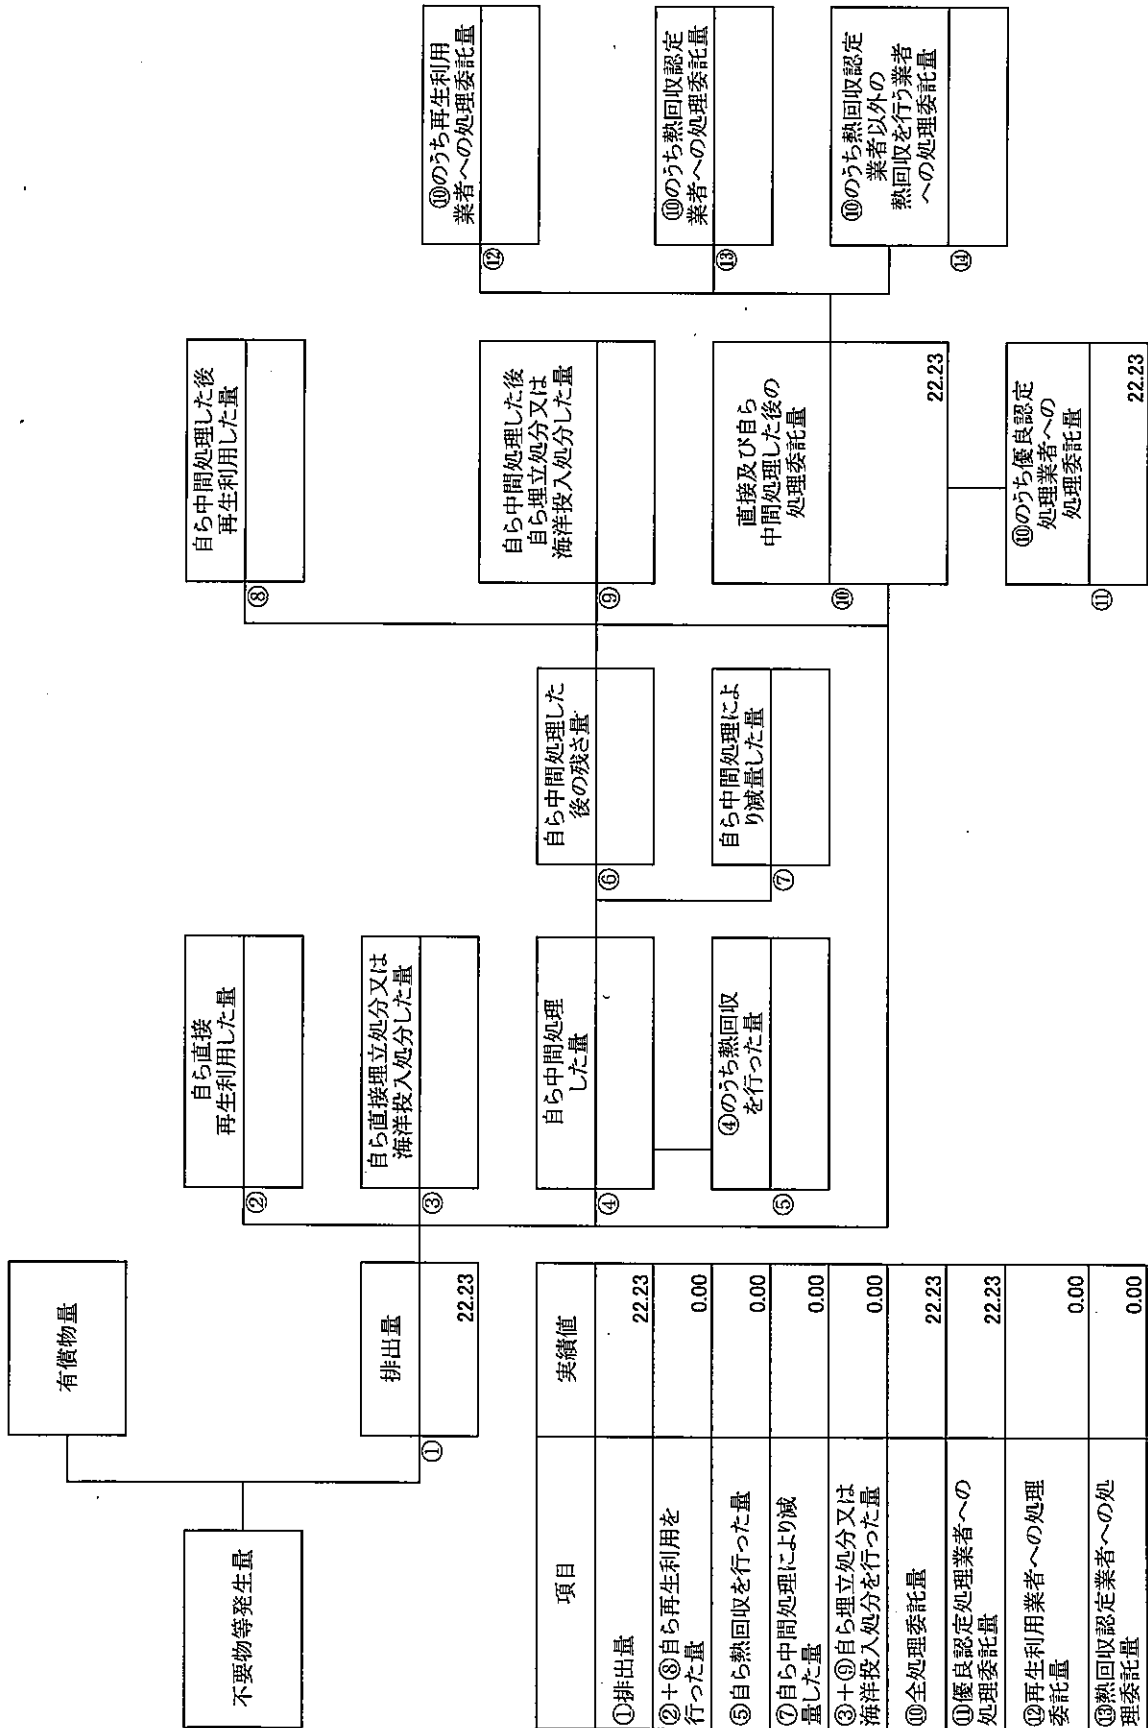 不要物等発生量
有償物量
排出量
①
22.23
自ら直接
再生利用した量
②
自ら直接埋立処分又は
海洋投入処分した量
③
自ら中間処理
した量
④
④のうち熱回収
を行った量
⑤
自ら中間処理した
後の残さ量
⑥
自ら中間処理によ
り減量した量
⑦
自ら中間処理した後
再生利用した量
⑧
自ら中間処理した後
自ら埋立処分又は
海洋投入処分した量
⑨
直接及び自ら
中間処理した後の
処理委託量
⑩
22.23
⑩のうち優良認定
処理業者への
処理委託量
⑪
22.23
⑩のうち再生利用
業者への処理委託量
⑫
⑩のうち熱回収認定
業者への処理委託量
⑬
⑩のうち熱回収認定
業者以外の
熱回収を行う業者
への処理委託量
⑭
項目 実績値
①排出量 22.23
②+⑧自ら再生利用を
行った量 0.00
⑤自ら熱回収を行った量 0.00
⑦自ら中間処理により減
量した量 0.00
③+⑨自ら埋立処分又は
海洋投入処分を行った量 0.00
⑩全処理委託量 22.23
⑪優良認定処理業者への
処理委託量 22.23
⑫再生利用業者への処理
委託量 0.00
⑬熱回収認定業者への処
理委託量 0.00